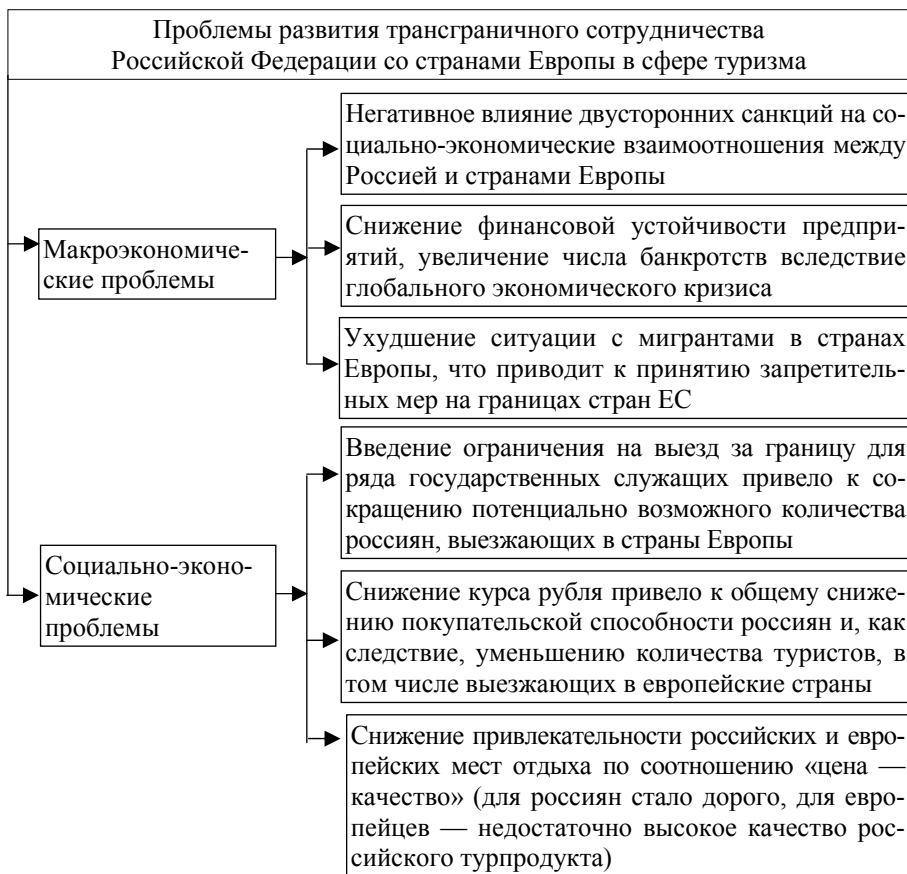 Проблемы развития трансграничного сотрудничества
Российской Федерации со странами Европы в сфере туризма
Макроэкономиче-
ские проблемы
Негативное влияние двусторонних санкций на со-
циально-экономические взаимоотношения между
Россией и странами Европы
Снижение финансовой устойчивости предпри-
ятий, увеличение числа банкротств вследствие
глобального экономического кризиса
Ухудшение ситуации с мигрантами в странах
Европы, что приводит к принятию запретитель-
ных мер на границах стран ЕС
Социально-эконо-
мические
проблемы
Введение ограничения на выезд за границу для
ряда государственных служащих привело к со-
кращению потенциально возможного количества
россиян, выезжающих в страны Европы
Снижение курса рубля привело к общему сниже-
нию покупательской способности россиян и, как
следствие, уменьшению количества туристов, в
том числе выезжающих в европейские страны
Снижение привлекательности российских и евро-
пейских мест отдыха по соотношению «цена —
качество» (для россиян стало дорого, для евро-
пейцев — недостаточно высокое качество рос-
сийского турпродукта)